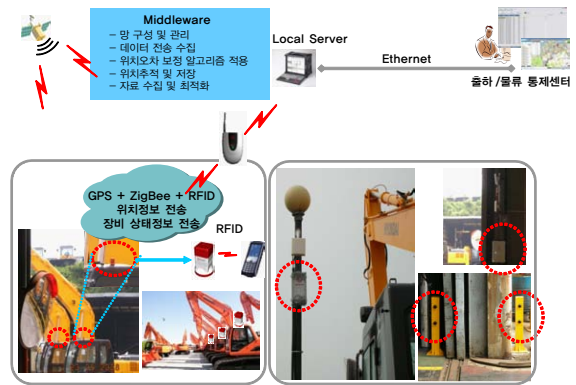 Middleware
– 망 구성 및 관리
– 데이터 전송 수집
– 위치오차 보정 알고리즘 적용
– 위치추적 및 저장
– 자료 수집 및 최적화
Local Server
Ethernet
출하 /물류 통제센터
GPS + ZigBee + RFID
위치정보 전송
장비 상태정보 전송
RFID